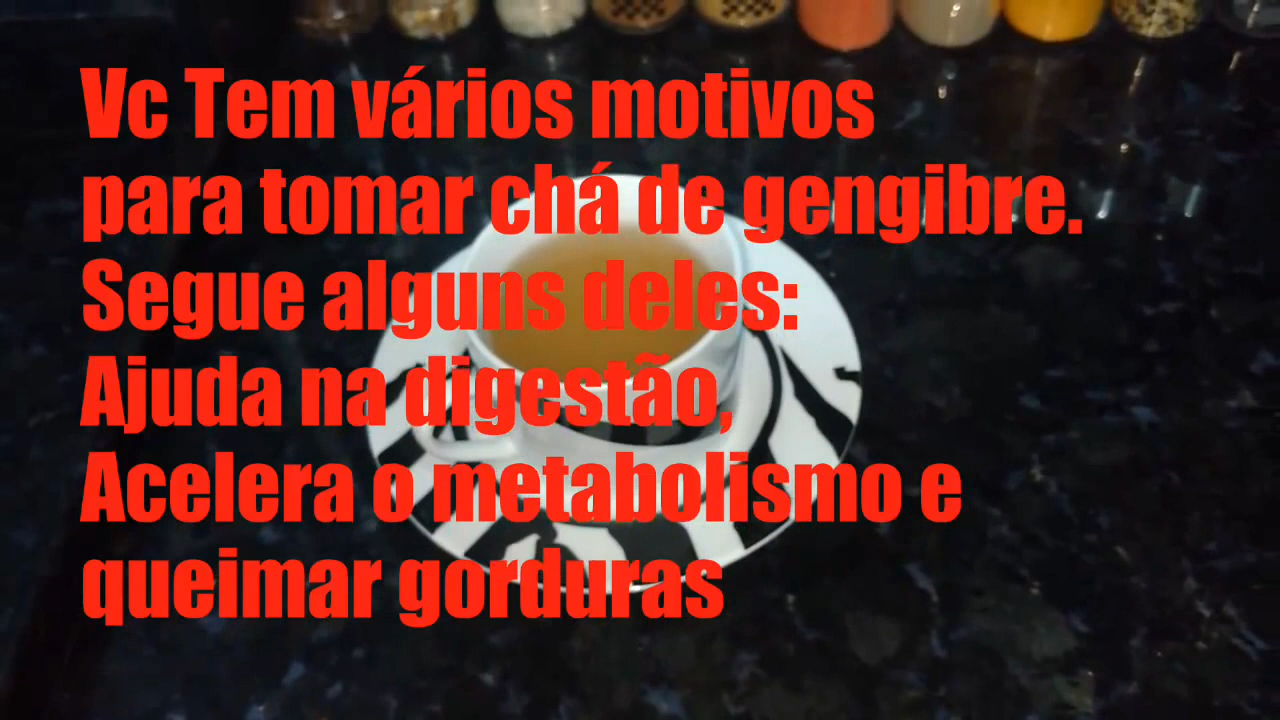 Vc Tem vários motivos
para tomar chá de gengibre.
Segue alguns deles:
Ajuda na digestão,
Acelera o metabolismo e
queimar gorduras